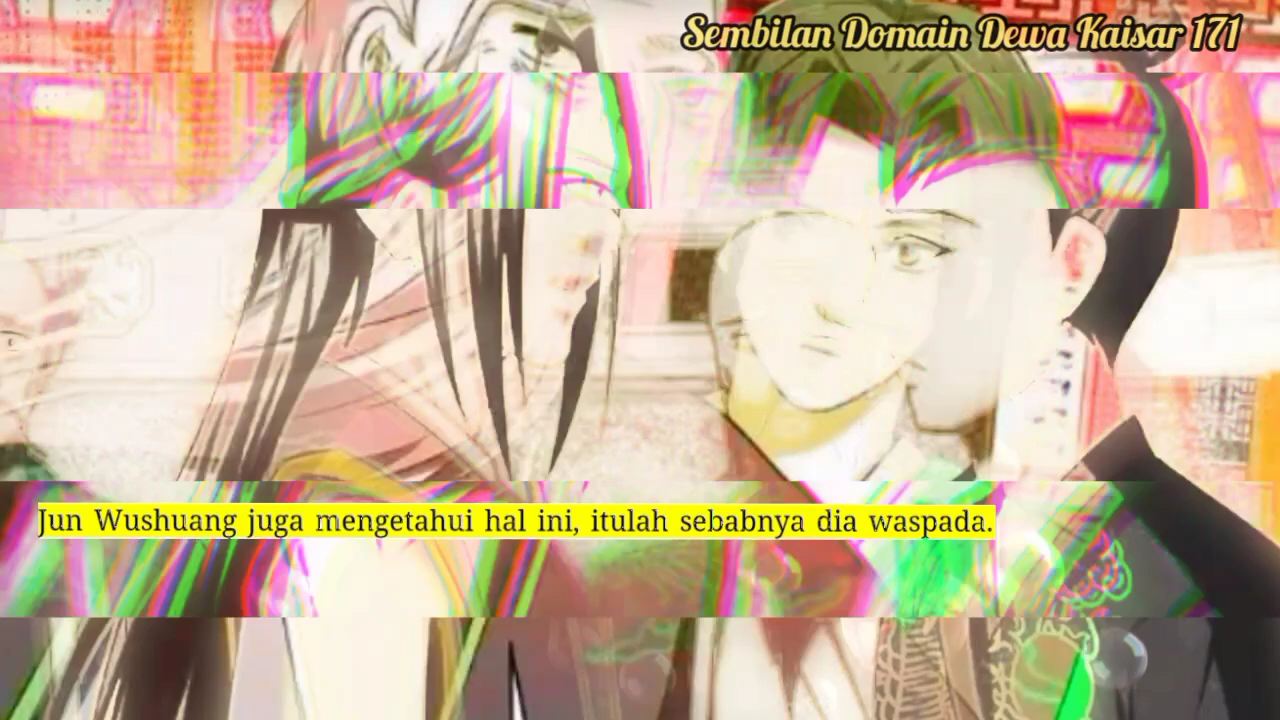 Sembilan Domain Dewa Kaisar 171
Jun Wushuang juga mengetahui hal ini, itulah sebabnya dia waspada.